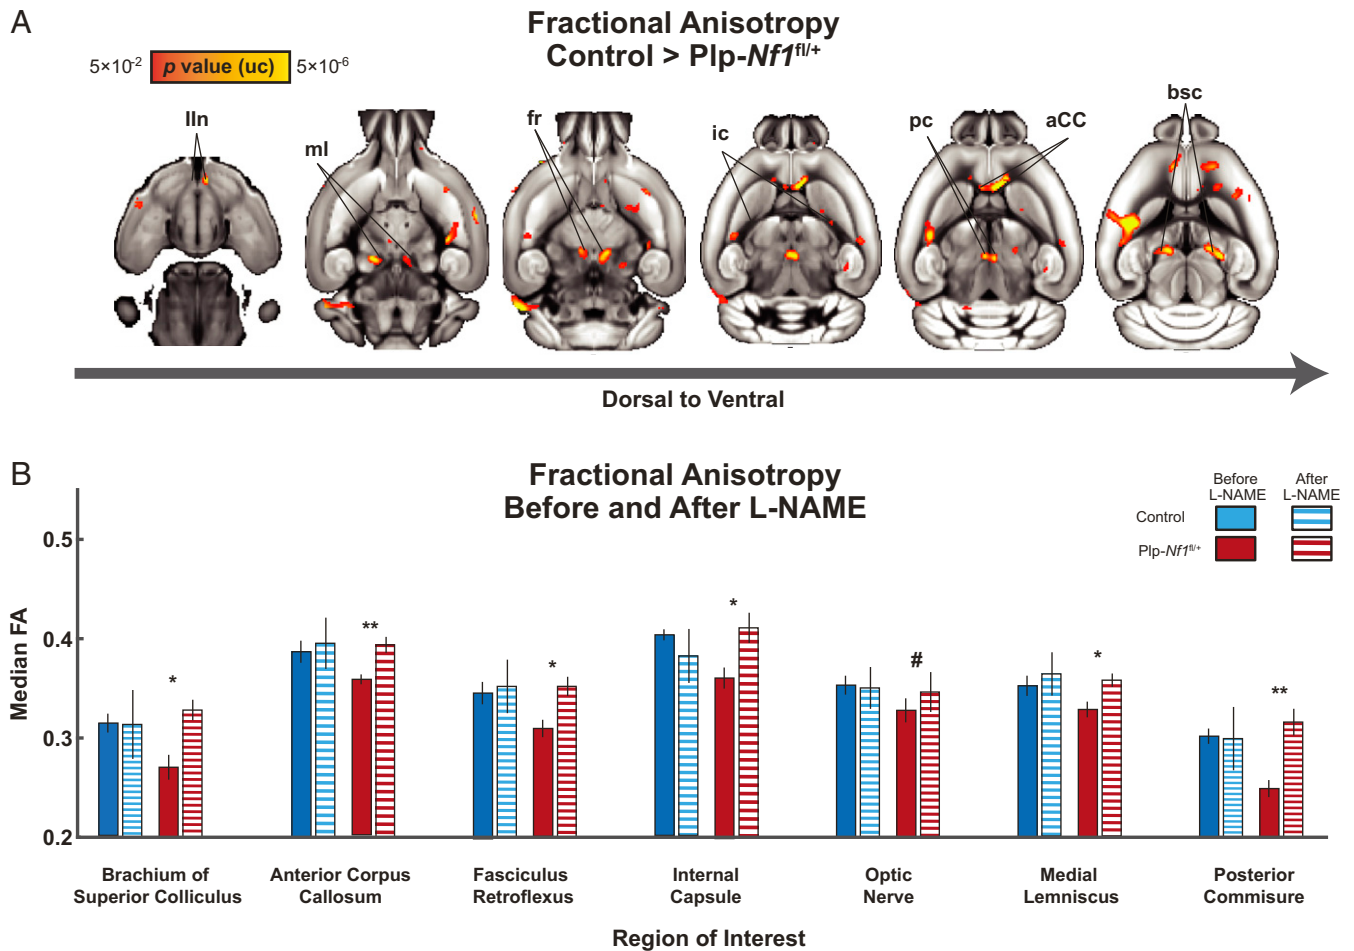 A
Fractional Anisotropy
Control > Plp-Nf1fl/+
5×10-2 p value (uc) 5×10-6
lln
ml
fr
ic
pc
aCC
bsc
Dorsal to Ventral
B
Fractional Anisotropy
Before and After L-NAME
Before L-NAME
After L-NAME
Control
Plp-Nf1fl/+
Median FA
0.5
0.4
0.3
0.2
*
**
*
*
#
*
**
Brachium of
Superior Colliculus
Anterior Corpus
Callosum
Fasciculus
Retroflexus
Internal
Capsule
Optic
Nerve
Medial
Lemniscus
Posterior
Commisure
Region of Interest